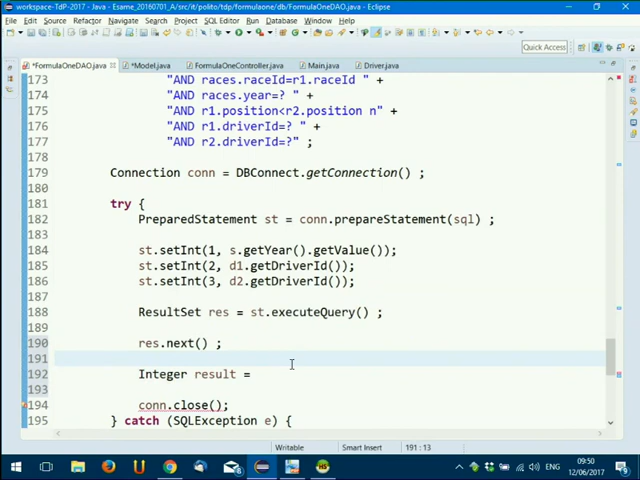 workspace-TdP-2017 - Java - Esame_20160701_A/src/it/polito/tdp/formulaone/db/FormulaOneDAO.java - Eclipse
File Edit Source Refactor Navigate Search Project SQL Editor Run Database Window Help
Quick Access
*FormulaOneDAO.java *Model.java FormulaOneController.java Main.java Driver.java
173 "AND races.raceId=r1.raceId " +
174 "AND races.year=? " +
175 "AND r1.position<r2.position n" +
176 "AND r1.driverId=? " +
177 "AND r2.driverId=?" ;
178
179 Connection conn = DBConnect.getConnection() ;
180
181 try {
182 PreparedStatement st = conn.prepareStatement(sql) ;
183
184 st.setInt(1, s.getYear().getValue());
185 st.setInt(2, d1.getDriverId());
186 st.setInt(3, d2.getDriverId());
187
188 ResultSet res = st.executeQuery() ;
189
190 res.next() ;
191
192 Integer result =
193
194 conn.close();
195 } catch (SQLException e) {
Writable Smart Insert 191 : 13
09:50
12/06/2017